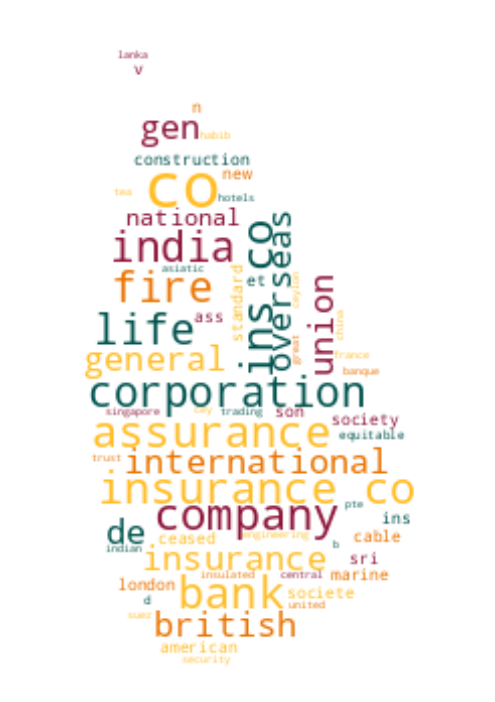 lanka
v
n
gen habib
construction
co new
tea hotels
national
india ins co overseas
asiatic
fire standard et ceylon union
life ass great china
general france
banque
corporation
singapore cey trading son society
assurance equitable
trust international
insurance co
company pte ins
de ceased engineering cable
indian b
insurance sri
insulated central marine
london bank societe
d united
suez british
american
security